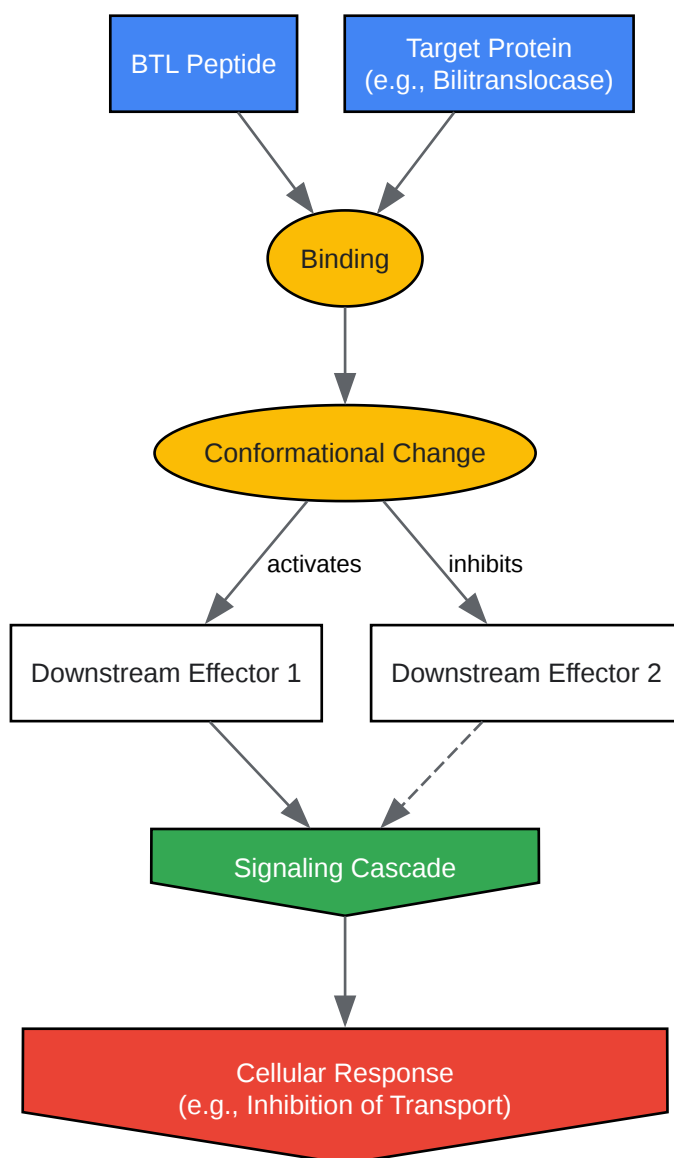 BTL Peptide
Target Protein
(e.g., Bilitranslocase)
Binding
Conformational Change
activates
inhibits
Downstream Effector 1
Downstream Effector 2
Signaling Cascade
Cellular Response
(e.g., Inhibition of Transport)